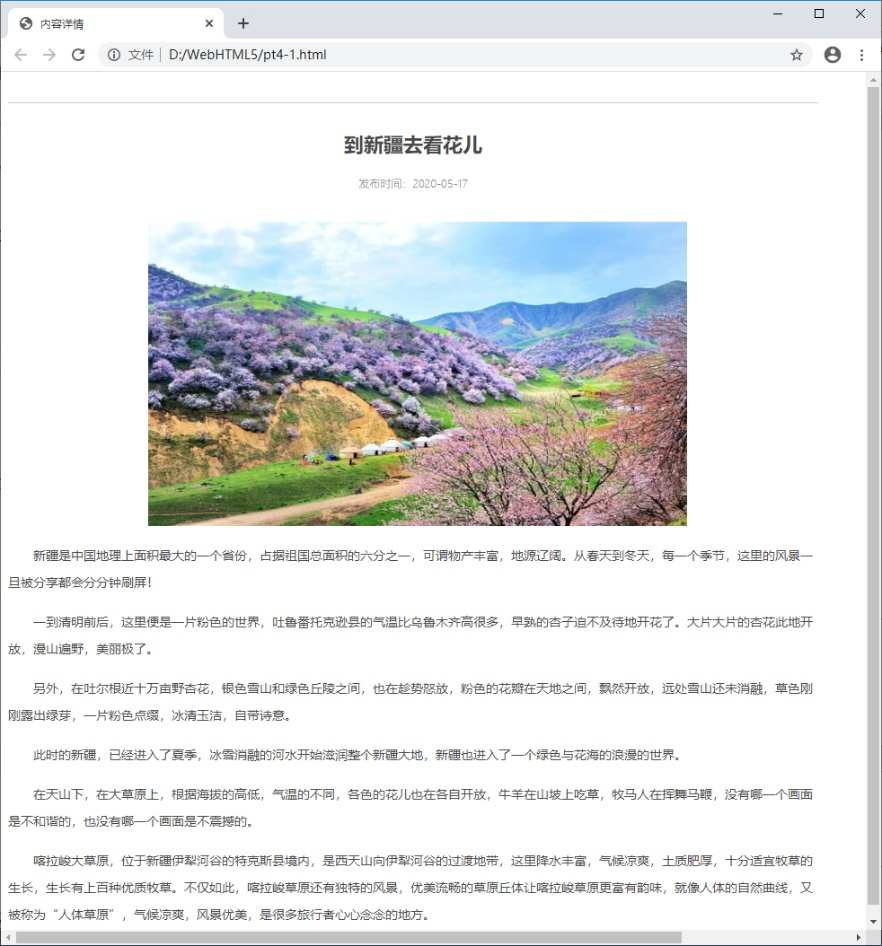 内容详情
文件 D:/WebHTML5/pt4-1.html
到新疆去看花儿
发布时间：2020-05-17
新疆是中国地理上面积最大的一个省份，占据祖国总面积的六分之一，可谓物产丰富，地源辽阔。从春天到冬天，每一个季节，这里的风景一
旦被分享都会分分钟刷屏！
一到清明前后，这里便是一片粉色的世界，吐鲁番托克逊县的气温比乌鲁木齐高很多，早熟的杏子迫不及待地开花了。大片大片的杏花此地开
放，漫山遍野，美丽极了。
另外，在吐尔根近十万亩野杏花，银色雪山和绿色丘陵之间，也在趁势怒放，粉色的花瓣在天地之间，飘然开放，远处雪山还未消融，草色刚
刚露出绿芽，一片粉色点缀，冰清玉洁，自带诗意。
此时的新疆，已经进入了夏季，冰雪消融的河水开始滋润整个新疆大地，新疆也进入了一个绿色与花海的浪漫的世界。
在天山下，在大草原上，根据海拔的高低，气温的不同，各色的花儿也在各自开放，牛羊在山坡上吃草，牧马人在挥舞马鞭，没有哪一个画面
是不和谐的，也没有哪一个画面是不震撼的。
喀拉峻大草原，位于新疆伊犁河谷的特克斯县境内，是西天山向伊犁河谷的过渡地带，这里降水丰富，气候凉爽，土质肥厚，十分适宜牧草的
生长，生长有上百种优质牧草。不仅如此，喀拉峻草原还有独特的风景，优美流畅的草原丘体让喀拉峻草原更富有韵味，就像人体的自然曲线，又
被称为“人体草原”，气候凉爽，风景优美，是很多旅行者心心念念的地方。